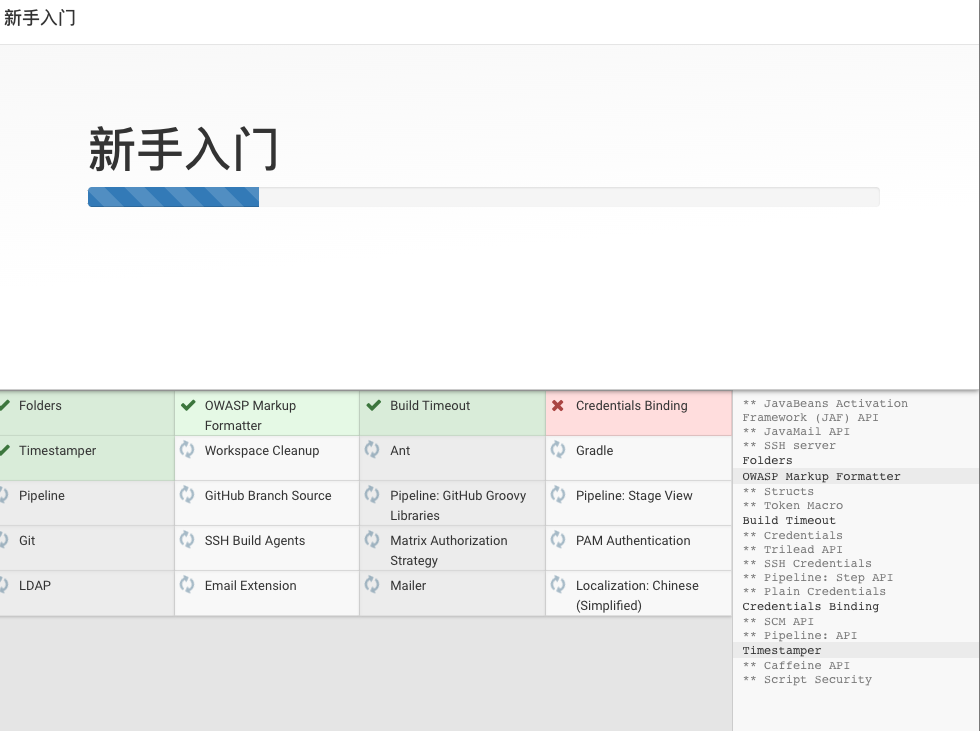 新手入门
新手入门
Folders
OWASP Markup
Formatter
Build Timeout
Credentials Binding
Timestamper
Workspace Cleanup
Ant
Gradle
Pipeline
GitHub Branch Source
Pipeline: GitHub Groovy
Libraries
Pipeline: Stage View
Git
SSH Build Agents
Matrix Authorization
Strategy
PAM Authentication
LDAP
Email Extension
Mailer
Localization: Chinese
(Simplified)
** JavaBeans Activation
Framework (JAF) API
** JavaMail API
** SSH server
Folders
OWASP Markup Formatter
** Structs
** Token Macro
Build Timeout
** Credentials
** Trilead API
** SSH Credentials
** Pipeline: Step API
** Plain Credentials
Credentials Binding
** SCM API
** Pipeline: API
Timestamper
** Caffeine API
** Script Security